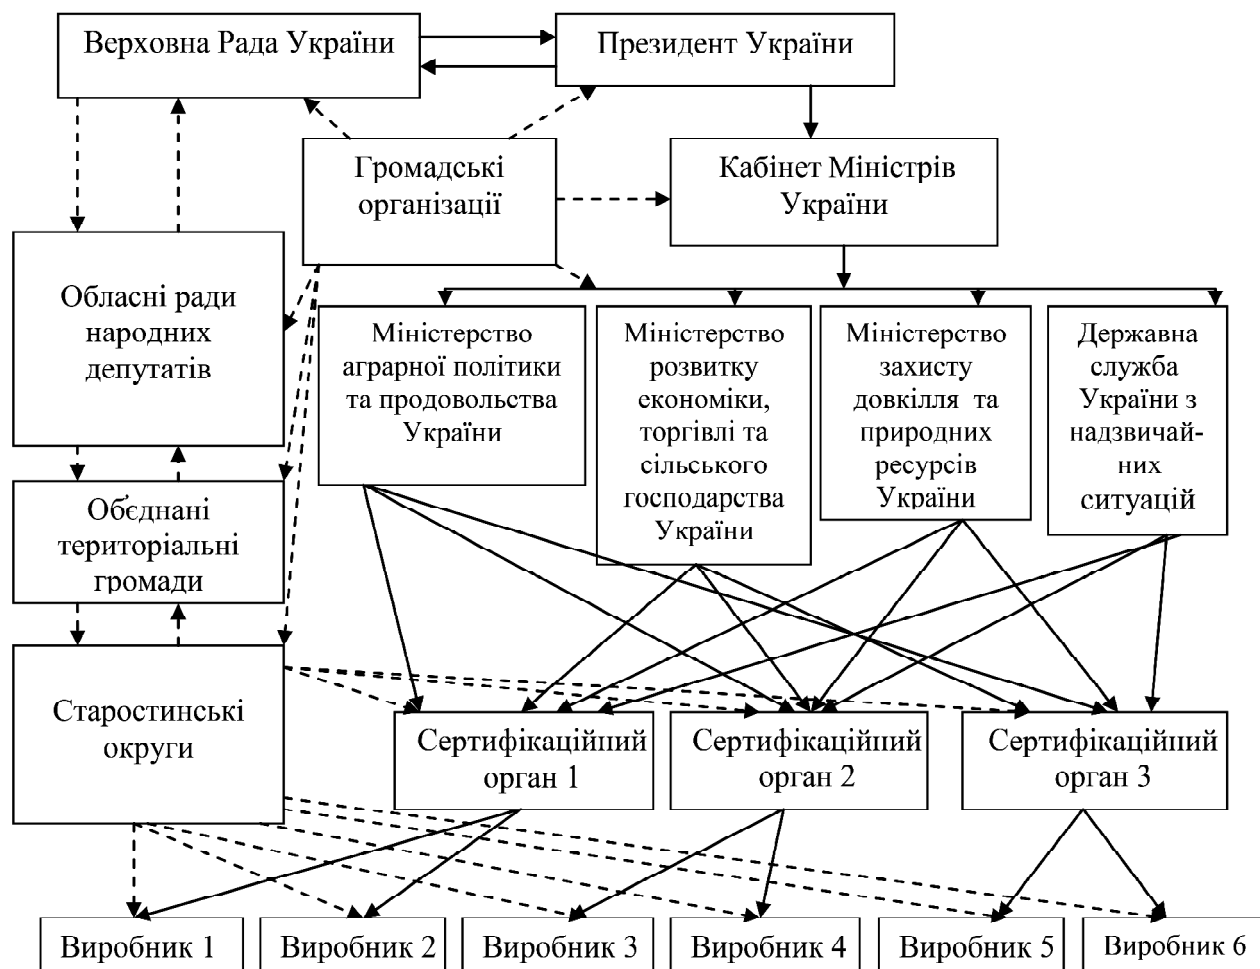 Верховна Рада України
Президент України
Громадські
організації
Кабінет Міністрів
України
Обласні ради
народних
депутатів
Міністерство
аграрної політики
та продовольства
України
Міністерство
розвитку
економіки,
торгівлі та
сільського
господарства
України
Міністерство
захисту
довкілля та
природних
ресурсів
України
Державна
служба
України з
надзвичай-
них
ситуацій
Обєднані
територіальні
громади
Старостинські
округи
Сертифікаційний
орган 1
Сертифікаційний
орган 2
Сертифікаційний
орган 3
Виробник 1
Виробник 2
Виробник 3
Виробник 4
Виробник 5
Виробник 6